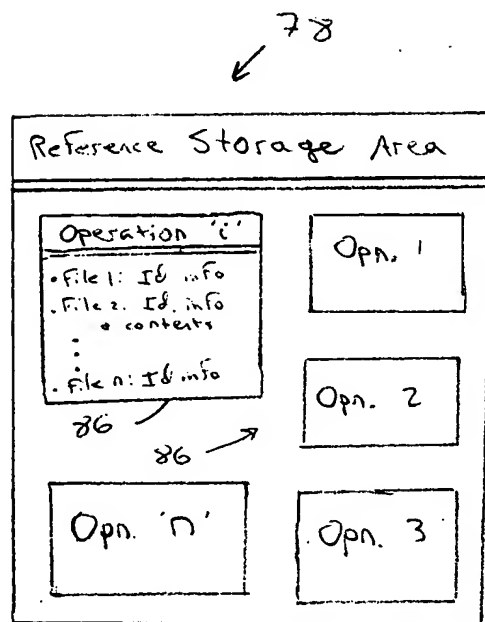 78
Reference Storage Area
Operation 'i'
• File 1: Id info
• File 2. Id. info
• contents
• File n: Id info
86
86
Opn. 1
Opn. 2
Opn. 'n'
Opn. 3